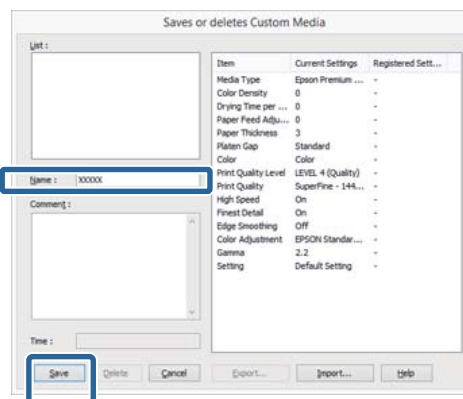 Saves or deletes Custom Media
List :
Name : XXXXX
Comment :
Time :
Item Current Settings Registered Sett...
Media Type Epson Premium ... -
Color Density 0 -
Drying Time per ... 0 -
Paper Feed Adju... 0 -
Paper Thickness 3 -
Platen Gap Standard -
Color Color -
Print Quality Level LEVEL 4 (Quality) -
Print Quality SuperFine - 144... -
High Speed On -
Finest Detail On -
Edge Smoothing Off -
Color Adjustment EPSON Standar... -
Gamma 2.2 -
Setting Default Setting -
Save Delete Cancel Export... Import... Help